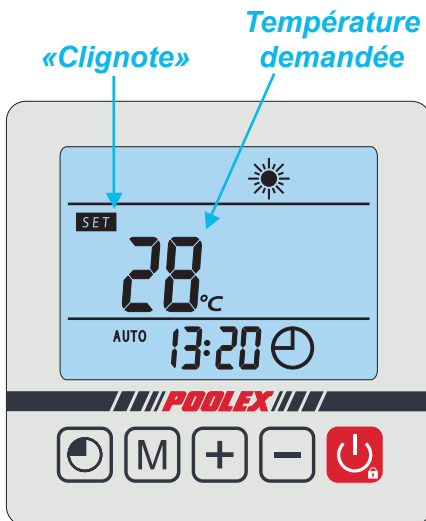 Température
«Clignote» demandée
SET
28°C
AUTO 13:20
POOLEX
M + −